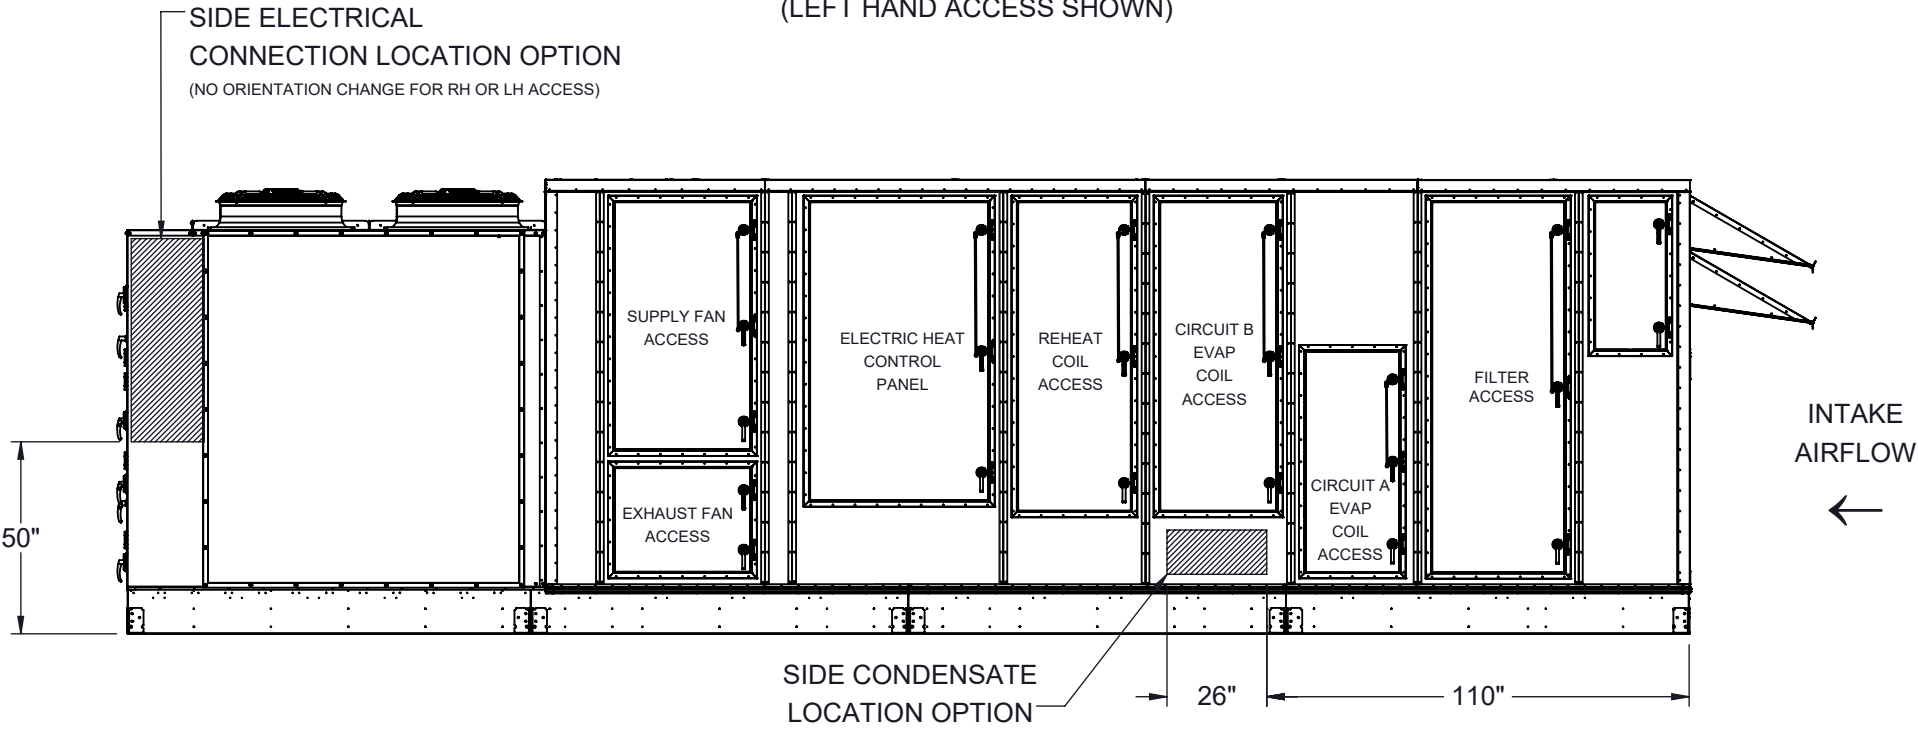 (LEFT HAND ACCESS SHOWN)
SIDE ELECTRICAL
CONNECTION LOCATION OPTION
(NO ORIENTATION CHANGE FOR RH OR LH ACCESS)
SUPPLY FAN
ACCESS
EXHAUST FAN
ACCESS
ELECTRIC HEAT
CONTROL
PANEL
REHEAT
COIL
ACCESS
CIRCUIT B
EVAP
COIL
ACCESS
CIRCUIT A
EVAP
COIL
ACCESS
FILTER
ACCESS
INTAKE
AIRFLOW
←
50"
SIDE CONDENSATE
LOCATION OPTION
26"
110"